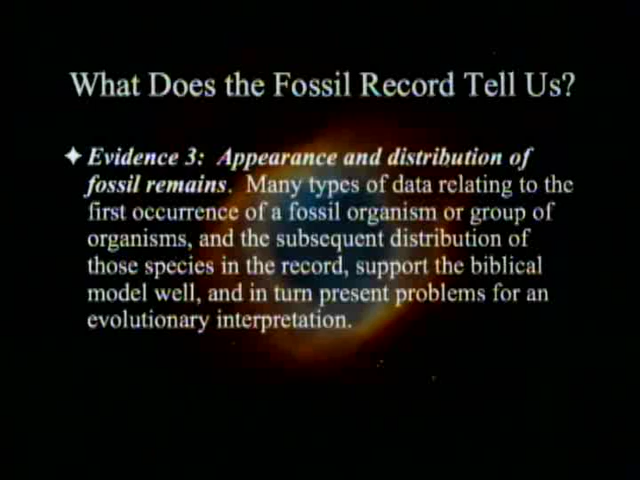 What Does the Fossil Record Tell Us?
✦ Evidence 3: Appearance and distribution of
fossil remains. Many types of data relating to the
first occurrence of a fossil organism or group of
organisms, and the subsequent distribution of
those species in the record, support the biblical
model well, and in turn present problems for an
evolutionary interpretation.